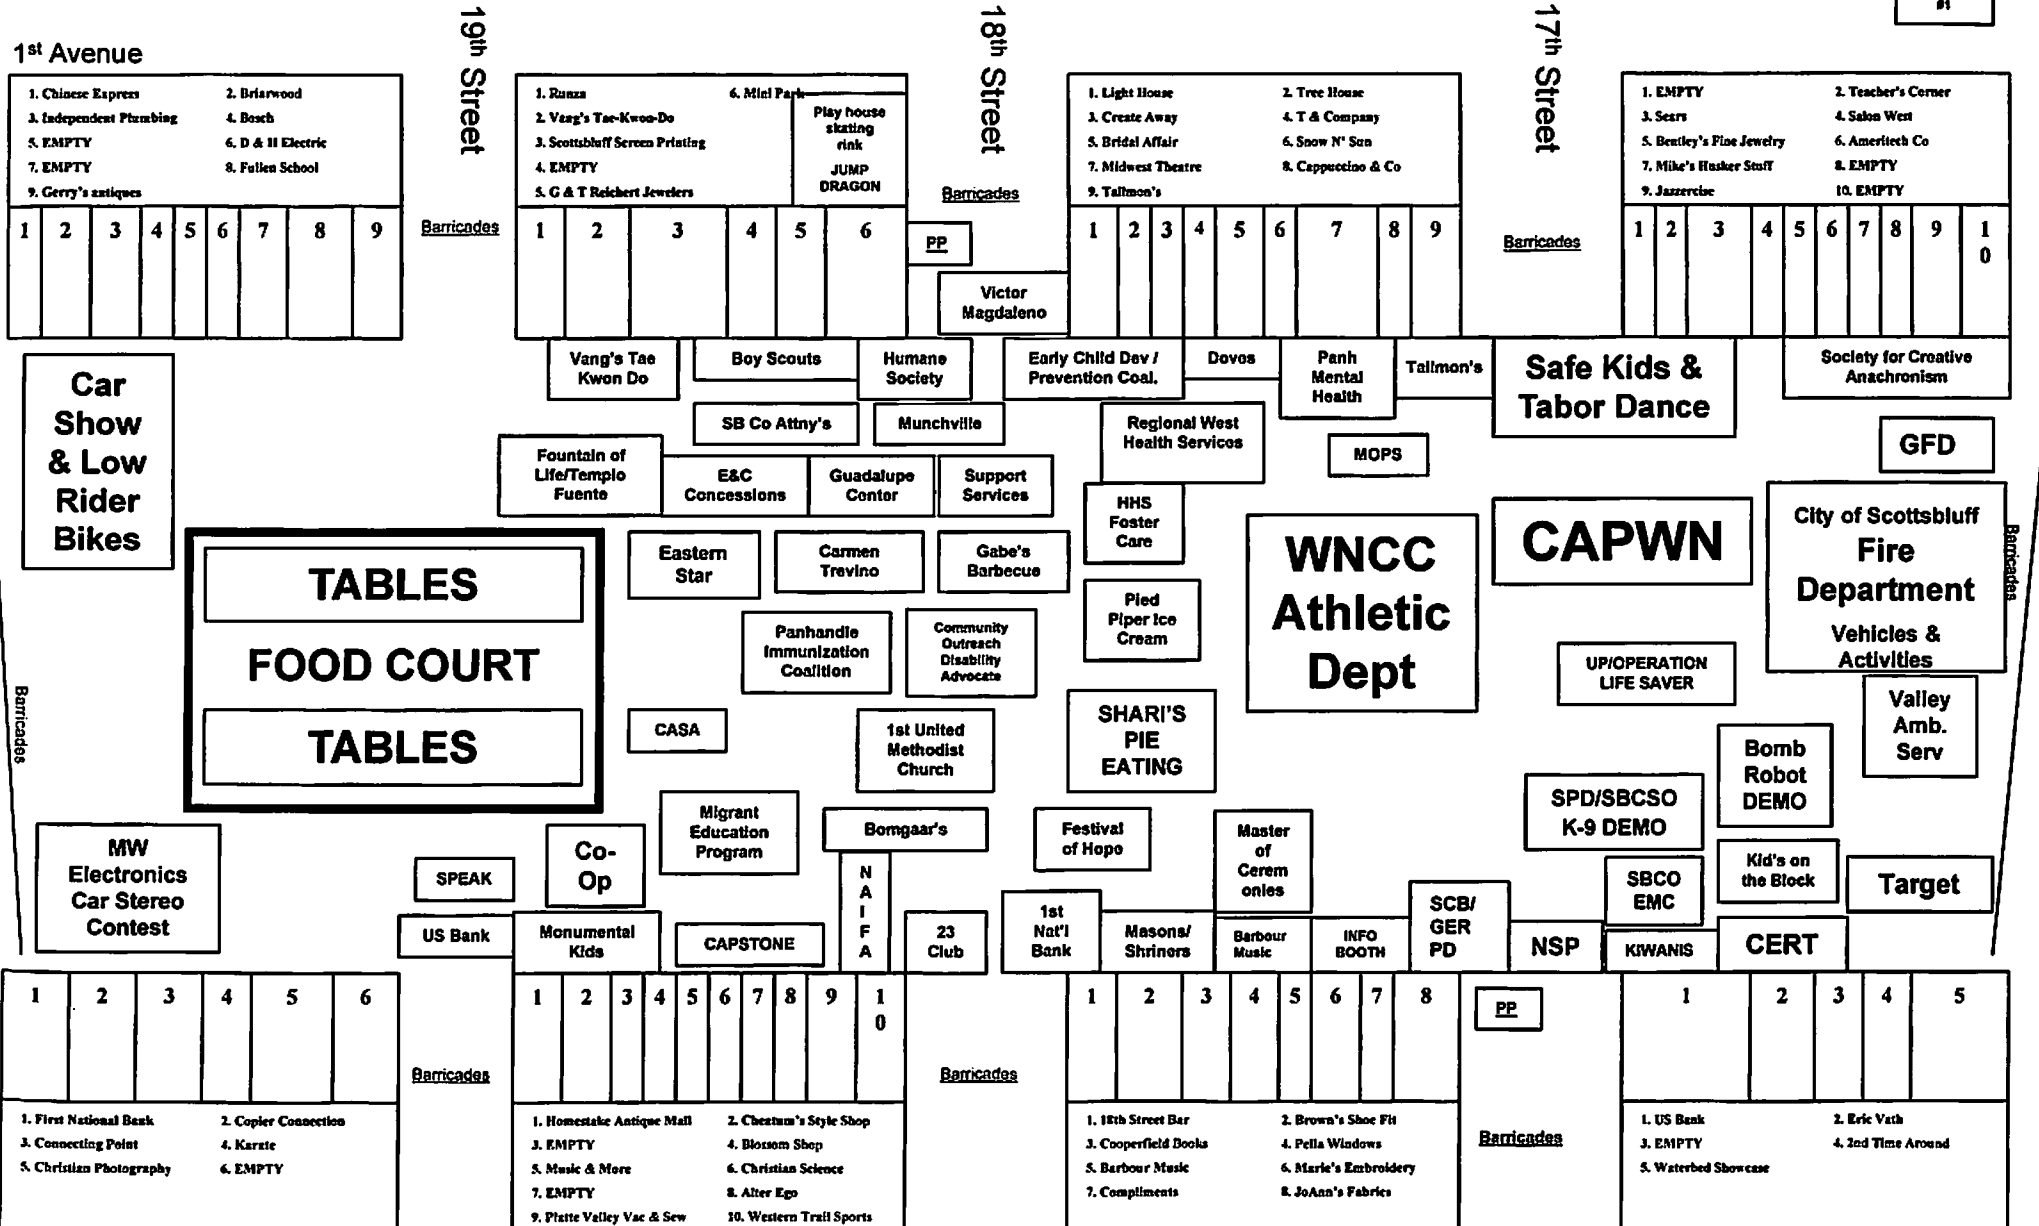 #1
19th Street
18th Street
17th Street
1st Avenue
1. Chinese Express 2. Briarwood
3. Independent Plumbing 4. Bosch
5. EMPTY 6. D & H Electric
7. EMPTY 8. Fullen School
9. Gerry's antiques
1 2 3 4 5 6 7 8 9
Barricades
1. Runza 6. Mini Park
2. Vang's Tae-Kwon-Do
3. Scottsbluff Screen Printing
4. EMPTY
5. G & T Reichert Jewelers
Play house
skating
rink
JUMP
DRAGON
1 2 3 4 5 6
Barricades
PP
1. Light House 2. Tree House
3. Create Away 4. T & Company
5. Bridal Affair 6. Snow N' Sun
7. Midwest Theatre 8. Cappuccino & Co
9. Tallmon's
1 2 3 4 5 6 7 8 9
Barricades
1. EMPTY 2. Teacher's Corner
3. Sears 4. Salon West
5. Bentley's Fine Jewelry 6. Ameritech Co
7. Mike's Husker Stuff 8. EMPTY
9. Jazzercise 10. EMPTY
1 2 3 4 5 6 7 8 9 10
Victor
Magdaleno
Car
Show
& Low
Rider
Bikes
Vang's Tae
Kwon Do
Boy Scouts
Humane
Society
Early Child Dev /
Prevention Coal.
Doves
Panh
Mental
Health
Tallmon's
Safe Kids &
Tabor Dance
Society for Creative
Anachronism
SB Co Attny's
Munchville
Regional West
Health Services
MOPS
GFD
Fountain of
Life/Templo
Fuente
E&C
Concessions
Guadalupe
Center
Support
Services
HHS
Foster
Care
WNCC
Athletic
Dept
CAPWN
City of Scottsbluff
Fire
Department
Vehicles &
Activities
Barricades
TABLES
FOOD COURT
TABLES
Eastern
Star
Carmen
Trevino
Gabe's
Barbecue
Pied
Piper Ice
Cream
Panhandle
Immunization
Coalition
Community
Outreach
Disability
Advocate
UP/OPERATION
LIFE SAVER
Barricades
CASA
1st United
Methodist
Church
SHARI'S
PIE
EATING
Valley
Amb.
Serv
Bomb
Robot
DEMO
SPD/SBCSO
K-9 DEMO
MW
Electronics
Car Stereo
Contest
SPEAK
Co-
Op
Migrant
Education
Program
Bomgaar's
Festival
of Hope
Master
of
Cerem
onies
SBCO
EMC
Kid's on
the Block
Target
US Bank
Monumental
Kids
CAPSTONE
N
A
I
F
A
23
Club
1st
Nat'l
Bank
Masons/
Shriners
Barbour
Music
INFO
BOOTH
SCB/
GER
PD
NSP
KIWANIS
CERT
1 2 3 4 5 6
Barricades
1 2 3 4 5 6 7 8 9 10
Barricades
1 2 3 4 5 6 7 8
PP
Barricades
1 2 3 4 5
1. First National Bank 2. Copier Connection
3. Connecting Point 4. Karate
5. Christian Photography 6. EMPTY
1. Homestake Antique Mall 2. Cheatum's Style Shop
3. EMPTY 4. Blossom Shop
5. Music & More 6. Christian Science
7. EMPTY 8. Alter Ego
9. Platte Valley Vac & Sew 10. Western Trail Sports
1. 18th Street Bar 2. Brown's Shoe Fit
3. Cooperfield Books 4. Pella Windows
5. Barbour Music 6. Marie's Embroidery
7. Compliments 8. JoAnn's Fabrics
1. US Bank 2. Eric Vath
3. EMPTY 4. 2nd Time Around
5. Waterbed Showcase